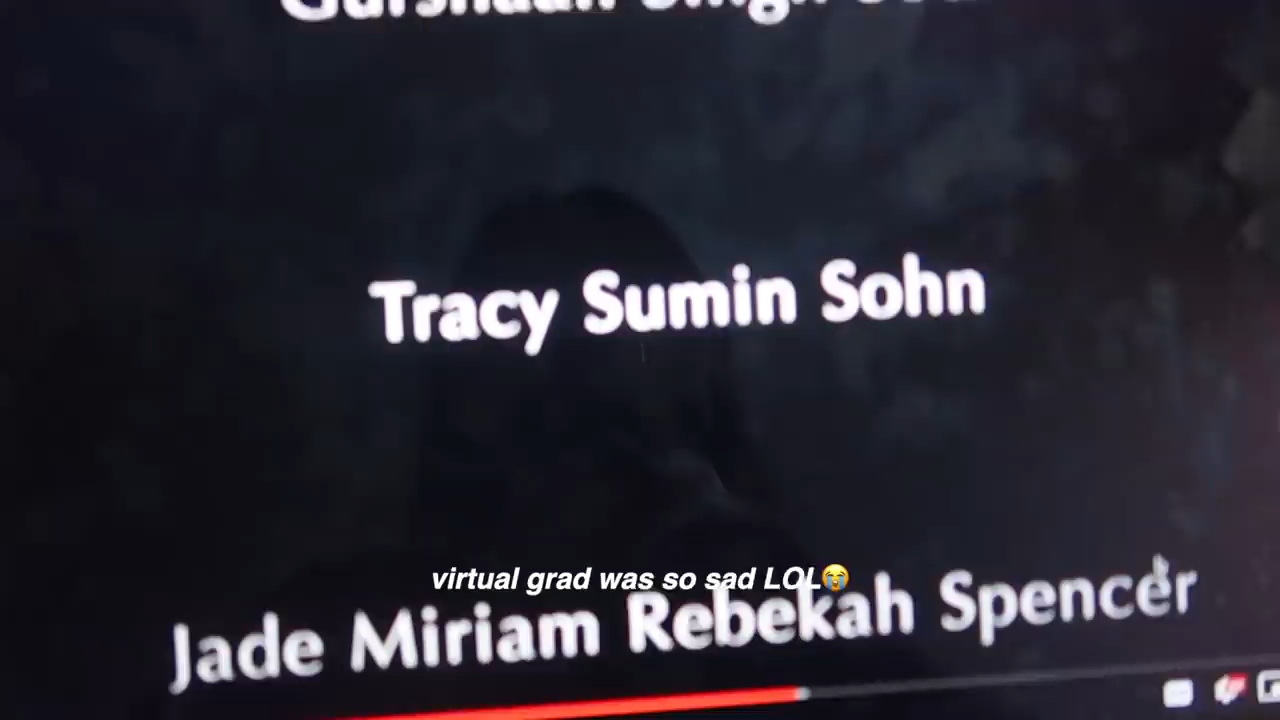 Tracy Sumin Sohn
virtual grad was so sad LOL😭
Jade Miriam Rebekah Spencer